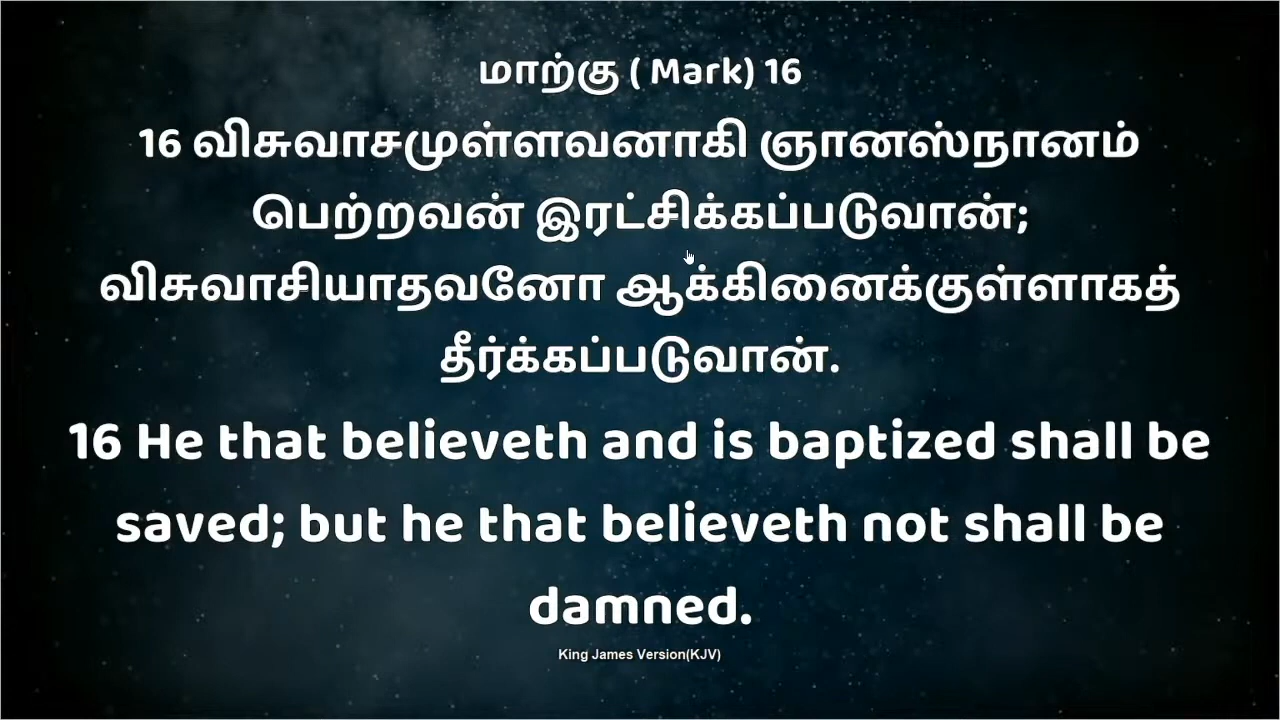 மாற்கு ( Mark) 16
16 விசுவாசமுள்ளவனாகி ஞானஸ்நானம்
பெற்றவன் இரட்சிக்கப்படுவான்;
விசுவாசியாதவனோ ஆக்கினைக்குள்ளாகத்
தீர்க்கப்படுவான்.
16 He that believeth and is baptized shall be
saved; but he that believeth not shall be
damned.
King James Version(KJV)